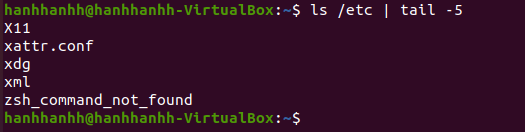 hanhhanhh@hanhhanhh-VirtualBox:~$ ls /etc | tail -5
X11
xattr.conf
xdg
xml
zsh_command_not_found
hanhhanhh@hanhhanhh-VirtualBox:~$